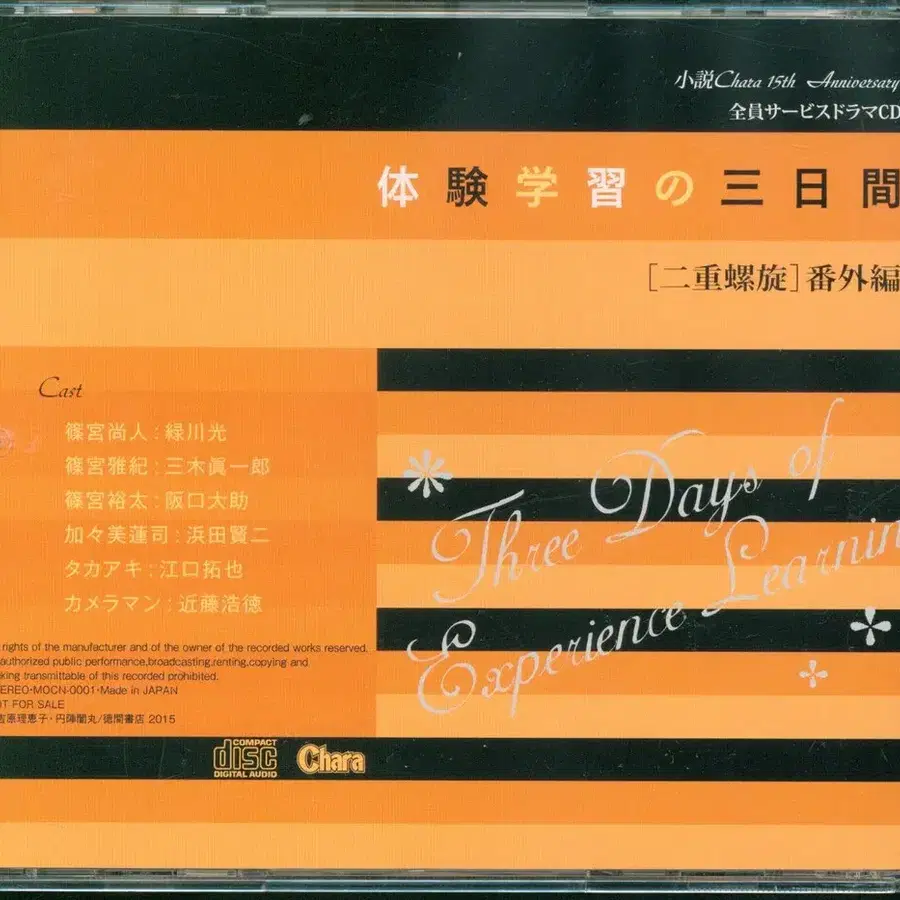 小説Chara 15th Anniversary
全員サービスドラマCD
体験学習の三日間
[二重螺旋]番外編
Cast
篠宮尚人:緑川光
篠宮雅紀:三木眞一郎
篠宮裕太:阪口大助
加々美蓮司:浜田賢二
タカアキ:江口拓也
カメラマン:近藤浩徳
Three Days of
Experience Learnin
rights of the manufacturer and of the owner of the recorded works reserved.
authorized public performance,broadcasting,renting,copying and
king transmittable of this recorded prohibited.
EREO・MOCN-0001・Made in JAPAN
OT FOR SALE
吉原理恵子・円陣闇丸/徳間書店 2015
COMPACT
disc
DIGITAL AUDIO
Chara